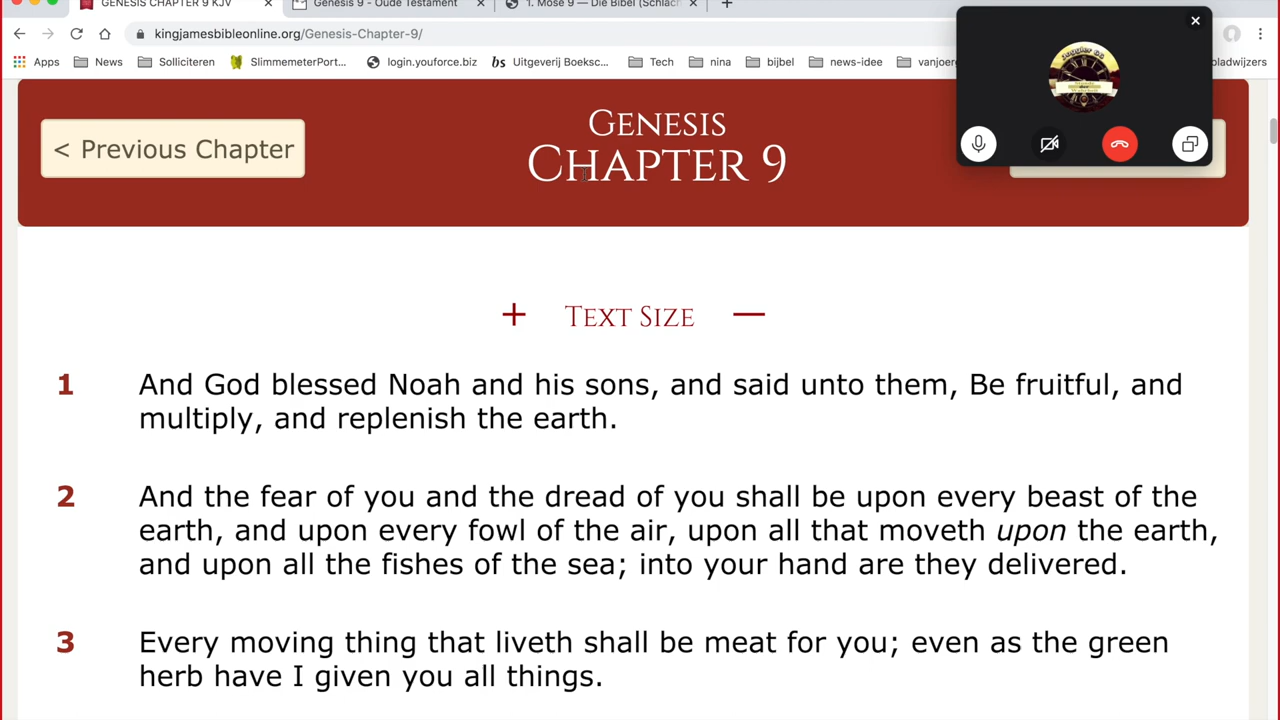 GENESIS CHAPTER 9 KJV
Genesis 9 - Oude Testament
1. Mose 9 — Die Bibel (Schlach
kingjamesbibleonline.org/Genesis-Chapter-9/
Apps News Solliciteren SlimmemeterPort... login.youforce.biz Uitgeverij Boeksc... Tech nina bijbel news-idee
< Previous Chapter
GENESIS
CHAPTER 9
+ TEXT SIZE —
1 And God blessed Noah and his sons, and said unto them, Be fruitful, and
multiply, and replenish the earth.
2 And the fear of you and the dread of you shall be upon every beast of the
earth, and upon every fowl of the air, upon all that moveth upon the earth,
and upon all the fishes of the sea; into your hand are they delivered.
3 Every moving thing that liveth shall be meat for you; even as the green
herb have I given you all things.